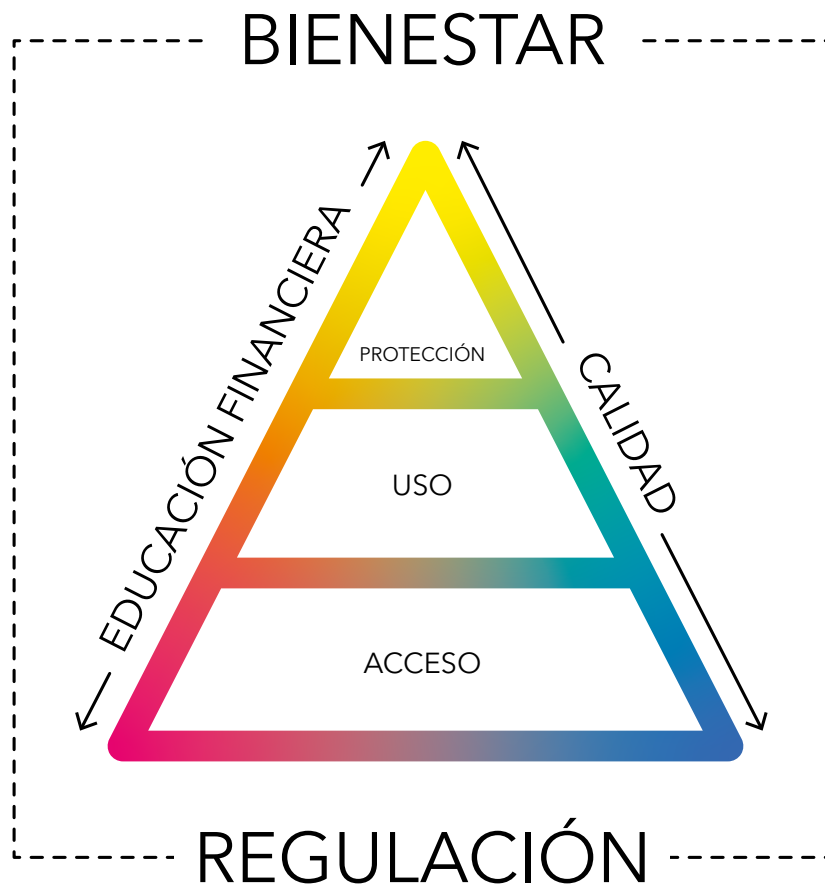 BIENESTAR
EDUCACIÓN FINANCIERA
CALIDAD
PROTECCIÓN
USO
ACCESO
REGULACIÓN